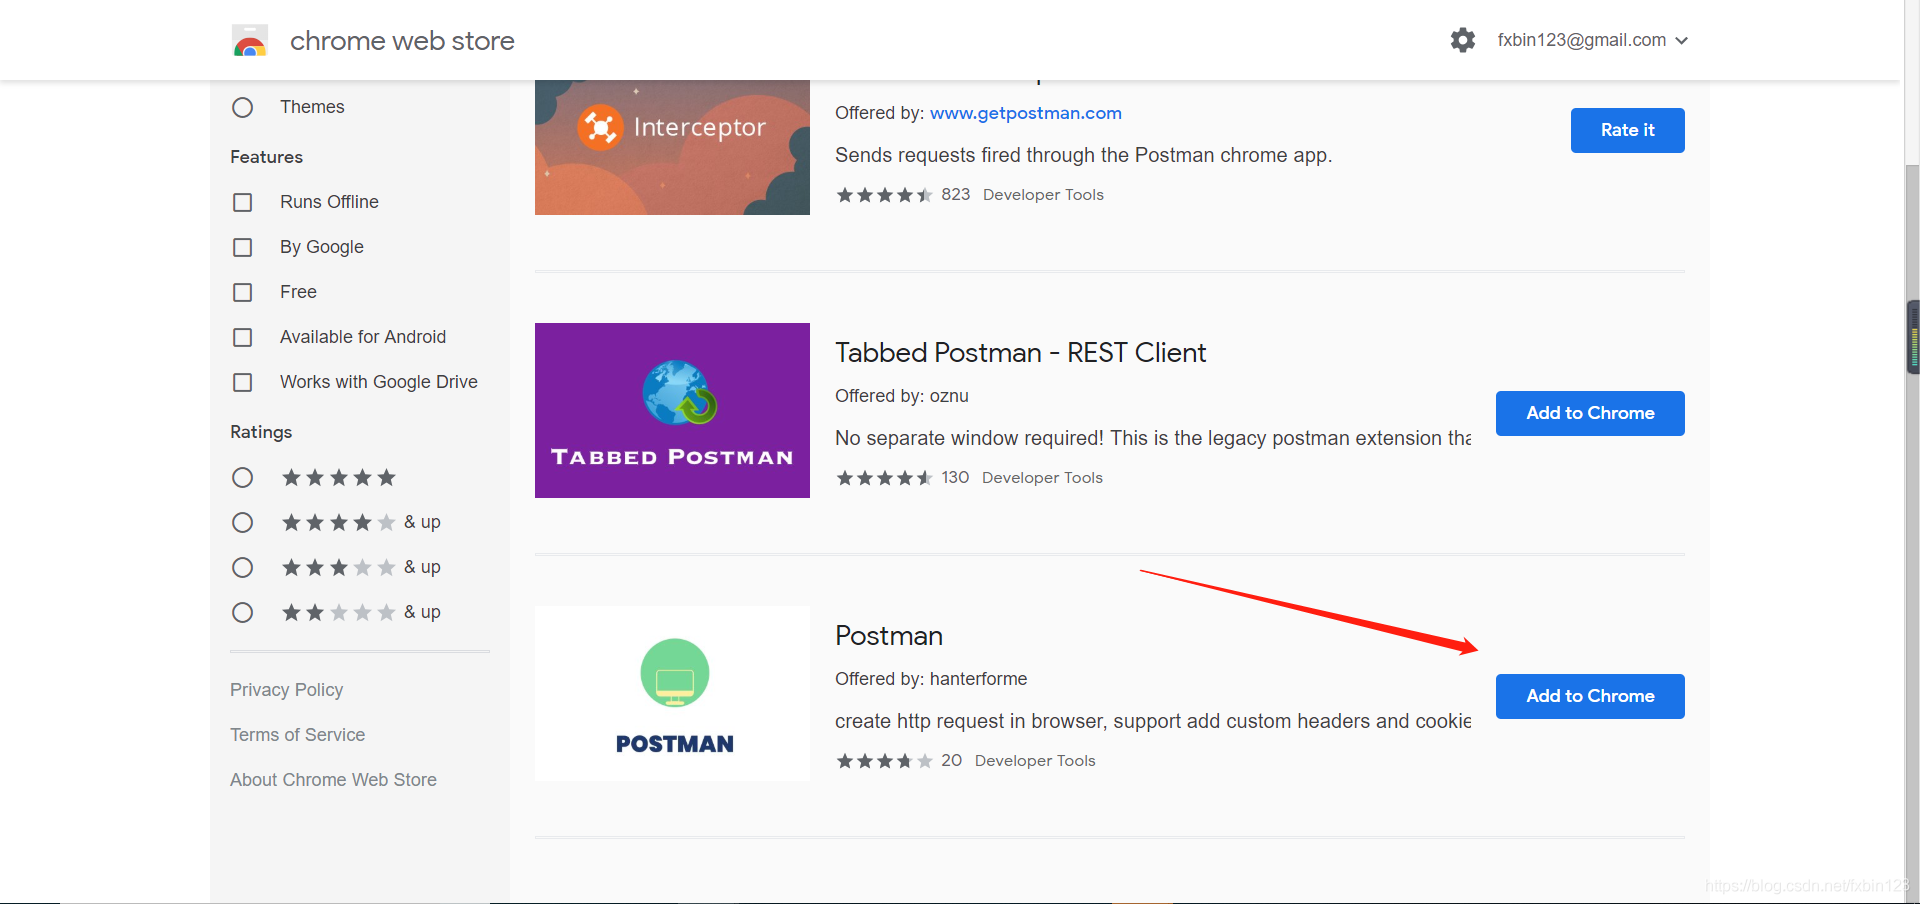 chrome web store
fxbin123@gmail.com
Themes
Features
Runs Offline
By Google
Free
Available for Android
Works with Google Drive
Ratings
& up
& up
& up
Privacy Policy
Terms of Service
About Chrome Web Store
Interceptor
Offered by: www.getpostman.com
Sends requests fired through the Postman chrome app.
823 Developer Tools
Rate it
TABBED POSTMAN
Tabbed Postman - REST Client
Offered by: oznu
No separate window required! This is the legacy postman extension tha
130 Developer Tools
Add to Chrome
POSTMAN
Postman
Offered by: hanterforme
create http request in browser, support add custom headers and cookie
20 Developer Tools
Add to Chrome
https://blog.csdn.net/fxbin123